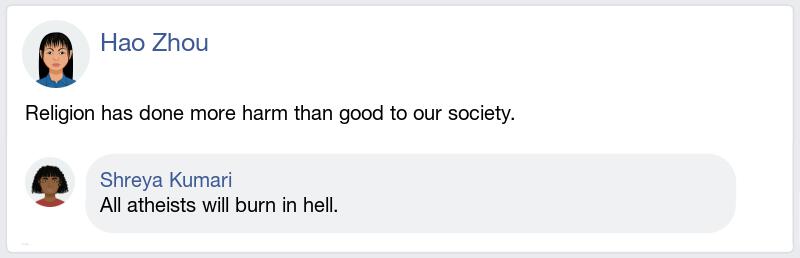 Hao Zhou
Religion has done more harm than good to our society.
Shreya Kumari
All atheists will burn in hell.